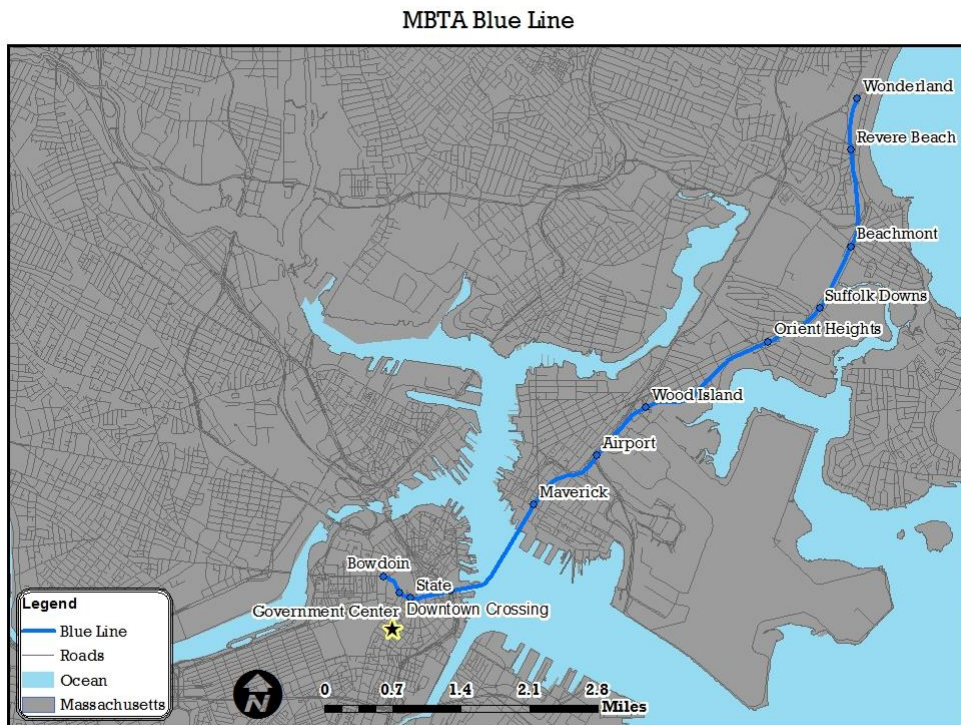 MBTA Blue Line
Wonderland
Revere Beach
Beachmont
Suffolk Downs
Orient Heights
Wood Island
Airport
Maverick
Bowdoin
State
Government Center
Downtown Crossing
Legend
Blue Line
Roads
Ocean
Massachusetts
N
0 0.7 1.4 2.1 2.8
Miles